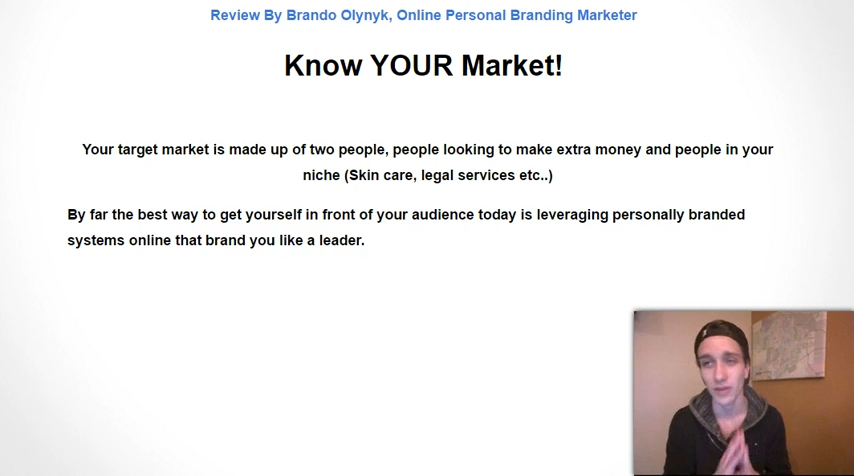 Review By Brando Olynyk, Online Personal Branding Marketer
Know YOUR Market!
Your target market is made up of two people, people looking to make extra money and people in your
niche (Skin care, legal services etc..)
By far the best way to get yourself in front of your audience today is leveraging personally branded
systems online that brand you like a leader.